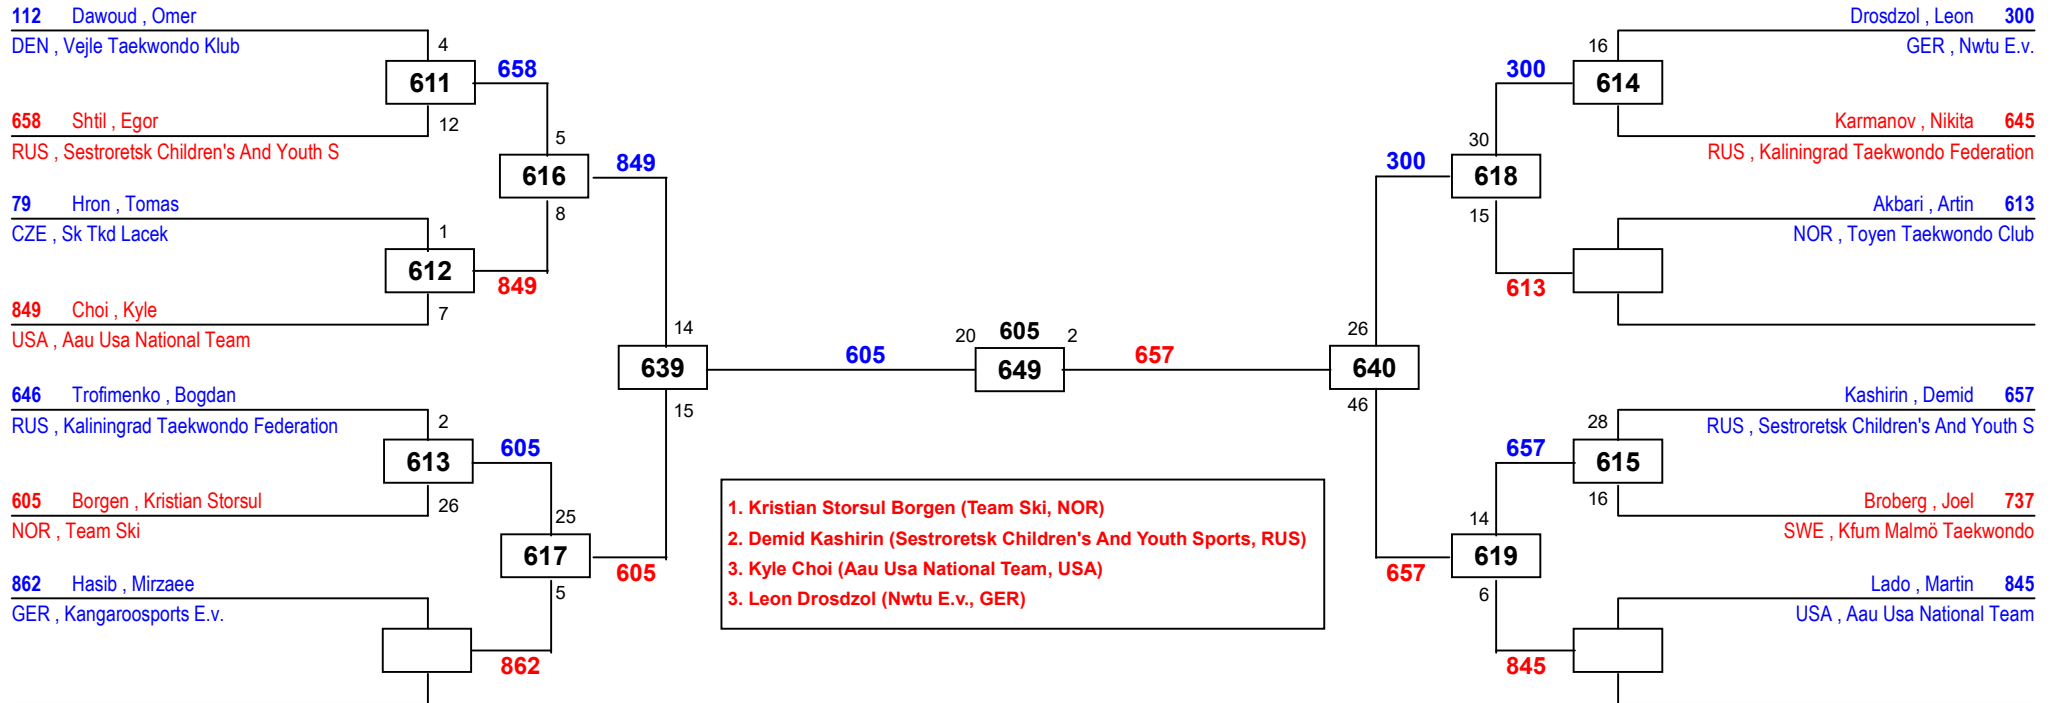 112 Dawoud , Omer
DEN , Vejle Taekwondo Klub
4
611
658
12
658 Shtil , Egor
RUS , Sestroretsk Children's And Youth S
5
616
849
8
79 Hron , Tomas
CZE , Sk Tkd Lacek
1
612
849
7
849 Choi , Kyle
USA , Aau Usa National Team
14
639
605
15
646 Trofimenko , Bogdan
RUS , Kaliningrad Taekwondo Federation
2
613
605
26
605 Borgen , Kristian Storsul
NOR , Team Ski
25
617
605
5
862 Hasib , Mirzaee
GER , Kangaroosports E.v.
862
20 605 2
649
657
1. Kristian Storsul Borgen (Team Ski, NOR)
2. Demid Kashirin (Sestroretsk Children's And Youth Sports, RUS)
3. Kyle Choi (Aau Usa National Team, USA)
3. Leon Drosdzol (Nwtu E.v., GER)
Drosdzol , Leon 300
GER , Nwtu E.v.
16
300
614
Karmanov , Nikita 645
RUS , Kaliningrad Taekwondo Federation
30
300
618
15
Akbari , Artin 613
NOR , Toyen Taekwondo Club
613
26
640
46
Kashirin , Demid 657
RUS , Sestroretsk Children's And Youth S
28
657
615
16
Broberg , Joel 737
SWE , Kfum Malmö Taekwondo
14
619
657
6
Lado , Martin 845
USA , Aau Usa National Team
845